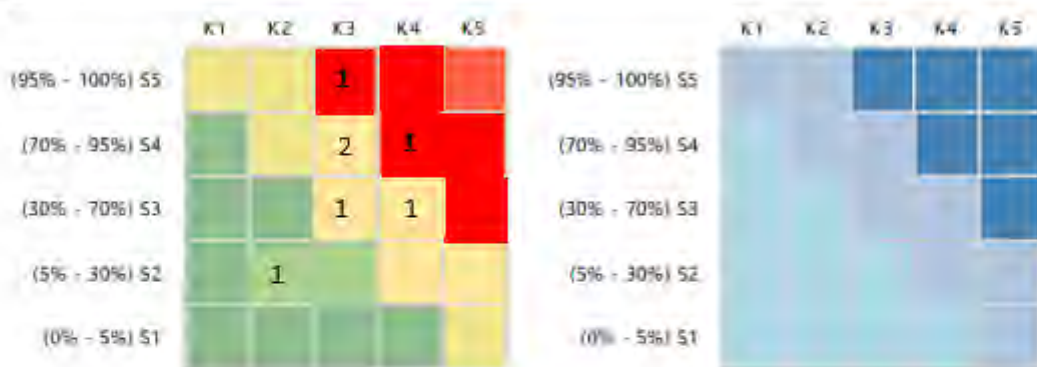 K1 K2 K3 K4 K5
(95% - 100%) S5 1
(70% - 95%) S4 2 1
(30% - 70%) S3 1 1
(5% - 30%) S2 1
(0% - 5%) S1
K1 K2 K3 K4 K5
(95% - 100%) S5
(70% - 95%) S4
(30% - 70%) S3
(5% - 30%) S2
(0% - 5%) S1